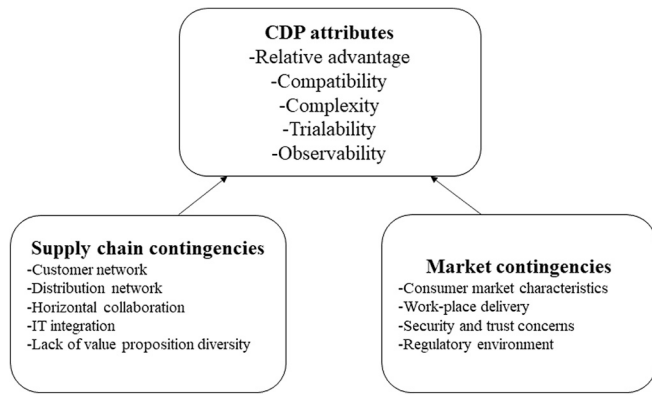 CDP attributes
-Relative advantage
-Compatibility
-Complexity
-Trialability
-Observability
Supply chain contingencies
-Customer network
-Distribution network
-Horizontal collaboration
-IT integration
-Lack of value proposition diversity
Market contingencies
-Consumer market characteristics
-Work-place delivery
-Security and trust concerns
-Regulatory environment